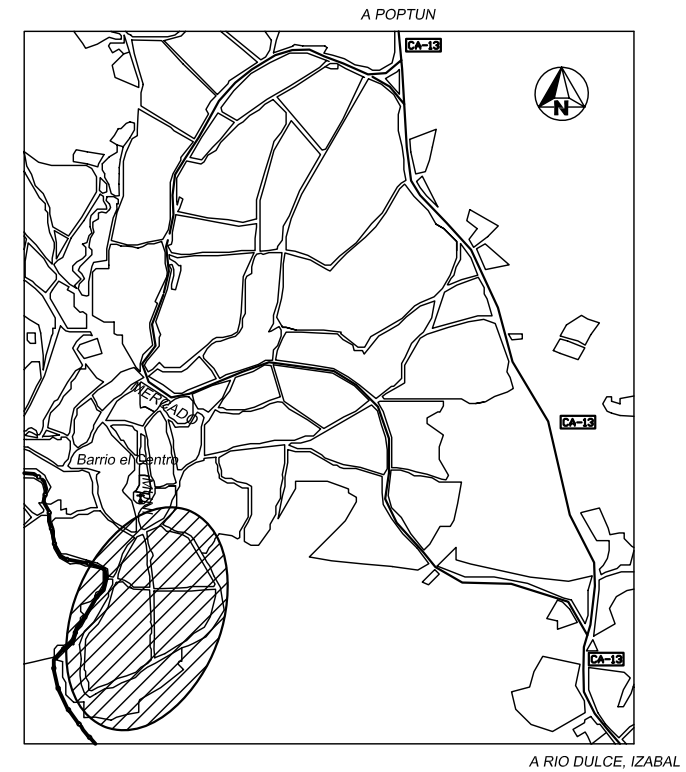 A POPTUN
CA-13
N
CA-13
MERCADO
Barrio el Centro
CA-13
A RIO DULCE, IZABAL